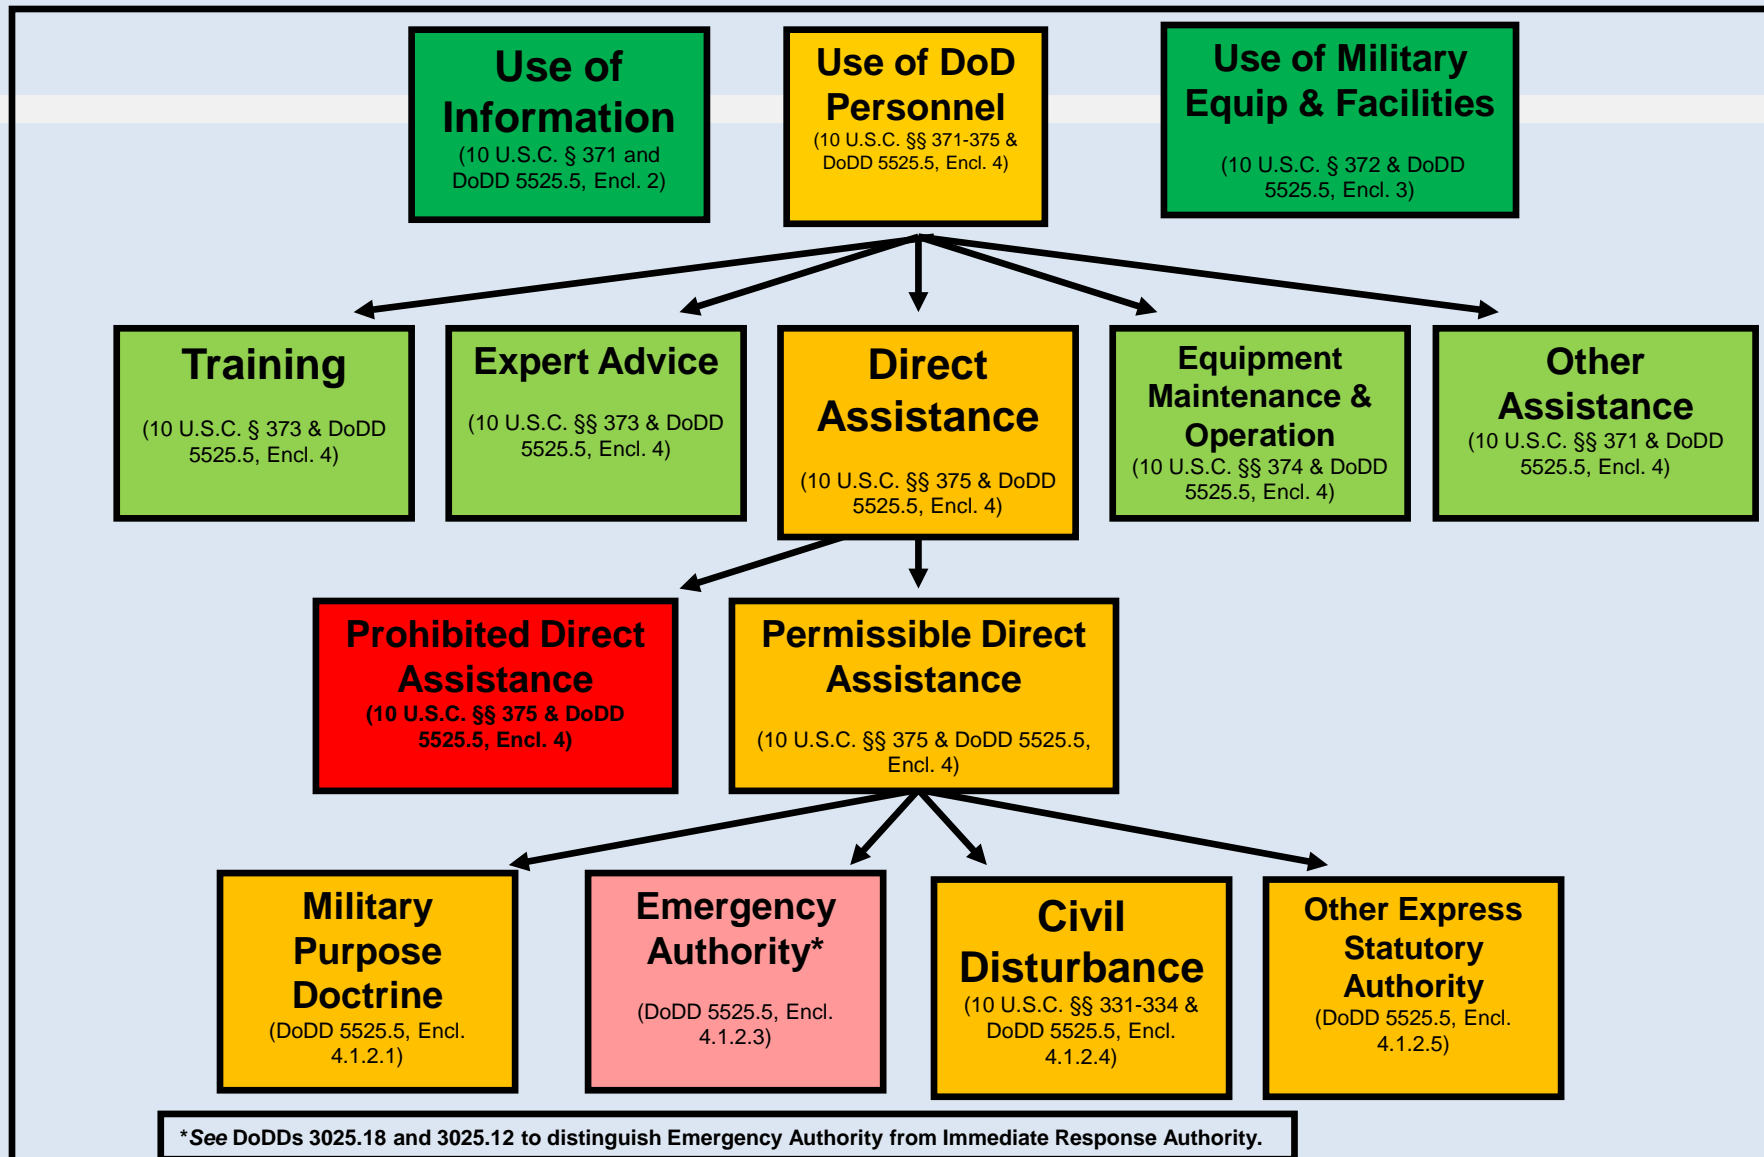 Use of
Information
(10 U.S.C. § 371 and
DoDD 5525.5, Encl. 2)
Use of DoD
Personnel
(10 U.S.C. §§ 371-375 &
DoDD 5525.5, Encl. 4)
Use of Military
Equip & Facilities
(10 U.S.C. § 372 & DoDD
5525.5, Encl. 3)
Training
(10 U.S.C. § 373 & DoDD
5525.5, Encl. 4)
Expert Advice
(10 U.S.C. §§ 373 & DoDD
5525.5, Encl. 4)
Direct
Assistance
(10 U.S.C. §§ 375 & DoDD
5525.5, Encl. 4)
Equipment
Maintenance &
Operation
(10 U.S.C. §§ 374 & DoDD
5525.5, Encl. 4)
Other
Assistance
(10 U.S.C. §§ 371 & DoDD
5525.5, Encl. 4)
Prohibited Direct
Assistance
(10 U.S.C. §§ 375 & DoDD
5525.5, Encl. 4)
Permissible Direct
Assistance
(10 U.S.C. §§ 375 & DoDD 5525.5,
Encl. 4)
Military
Purpose
Doctrine
(DoDD 5525.5, Encl.
4.1.2.1)
Emergency
Authority*
(DoDD 5525.5, Encl.
4.1.2.3)
Civil
Disturbance
(10 U.S.C. §§ 331-334 &
DoDD 5525.5, Encl.
4.1.2.4)
Other Express
Statutory
Authority
(DoDD 5525.5, Encl.
4.1.2.5)
*See DoDDs 3025.18 and 3025.12 to distinguish Emergency Authority from Immediate Response Authority.